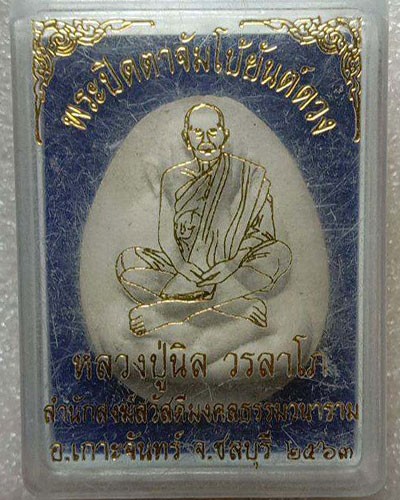 พระปิดตาจัมโบ้ยันต์ดวง
หลวงปู่นิล วรลาโภ
สำนักสงฆ์สวัสดีมงคลธรรมวนาราม
อ.เกาะจันทร์ จ.ชลบุรี ๒๕๖๓